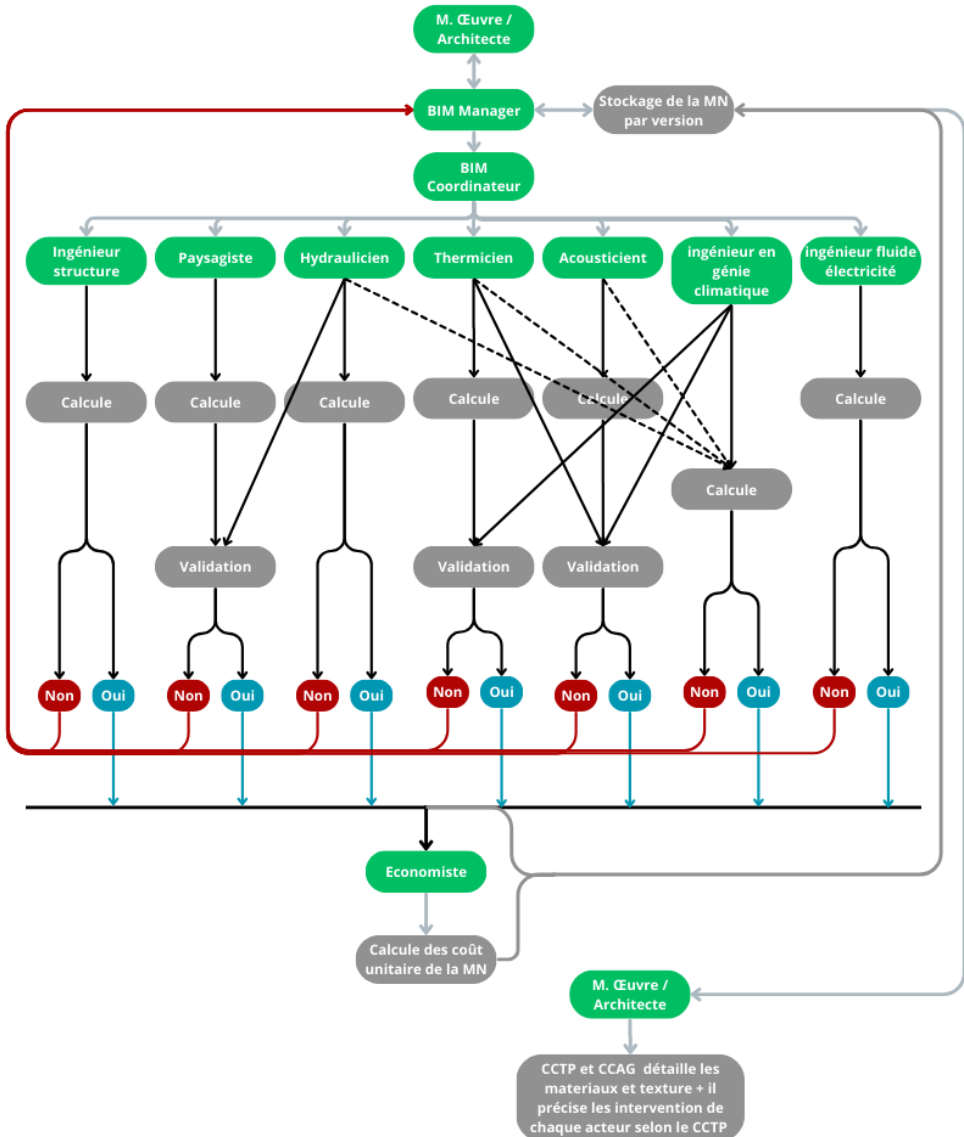 M. Œuvre /
Architecte
BIM Manager
Stockage de la MN
par version
BIM
Coordinateur
Ingénieur
structure
Paysagiste
Hydraulicien
Thermicien
Acousticient
ingénieur en
génie
climatique
ingénieur fluide
électricité
Calcule
Calcule
Calcule
Calcule
Calcule
Calcule
Calcule
Validation
Validation
Validation
Non
Oui
Non
Oui
Non
Oui
Non
Oui
Non
Oui
Non
Oui
Non
Oui
Economiste
Calcule des coût
unitaire de la MN
M. Œuvre /
Architecte
CCTP et CCAG détaille les
materiaux et texture + il
précise les intervention de
chaque acteur selon le CCTP